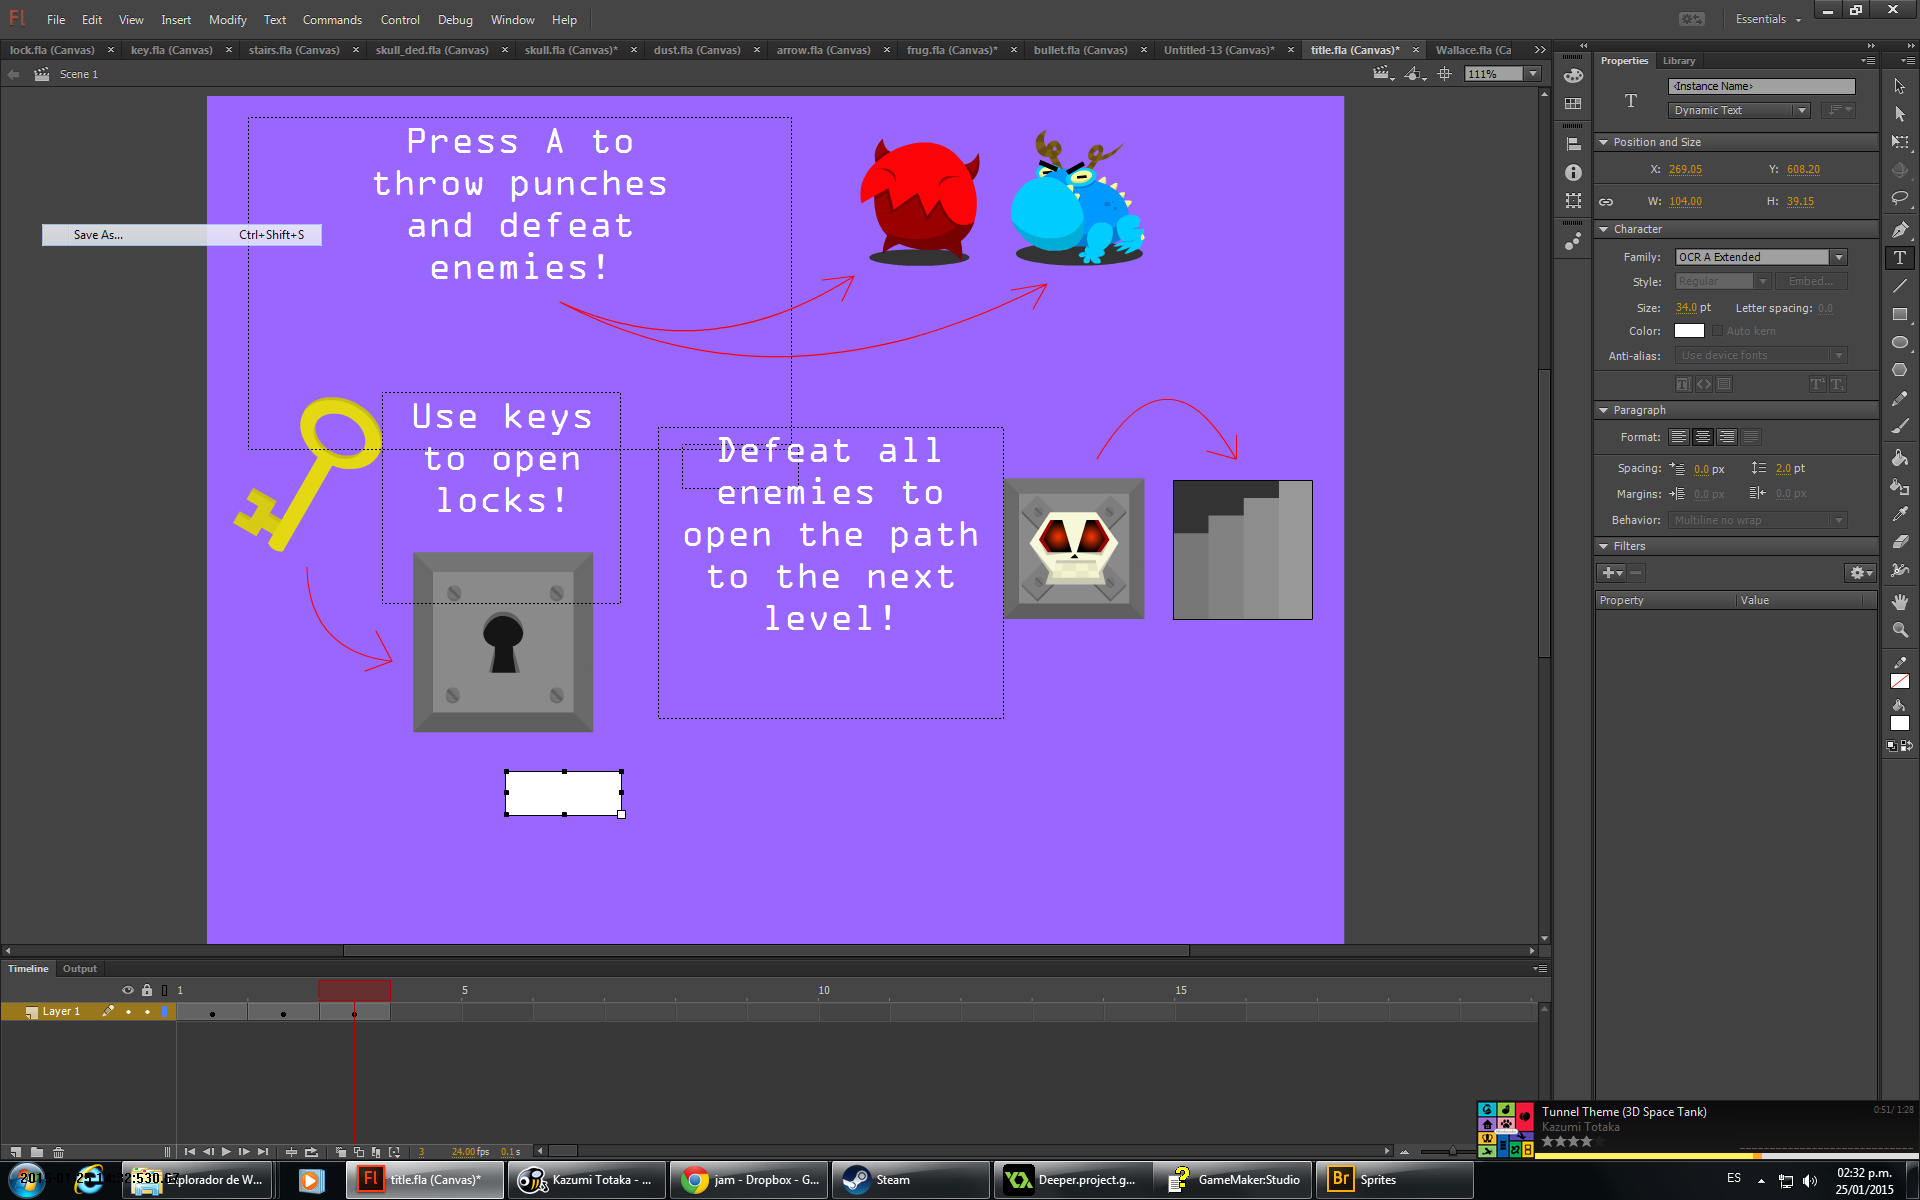 Fl File Edit View Insert Modify Text Commands Control Debug Window Help
Essentials
lock.fla (Canvas) key.fla (Canvas) stairs.fla (Canvas) skull_ded.fla (Canvas) skull.fla (Canvas)* dust.fla (Canvas) arrow.fla (Canvas) frug.fla (Canvas)* bullet.fla (Canvas) Untitled-13 (Canvas)* title.fla (Canvas)* Wallace.fla (Ca
Scene 1
111%
Press A to
throw punches
and defeat
enemies!
Save As... Ctrl+Shift+S
Use keys
to open
locks!
Defeat all
enemies to
open the path
to the next
level!
Properties Library
<Instance Name>
T Dynamic Text
Position and Size
X: 269.05 Y: 608.20
W: 104.00 H: 39.15
Character
Family: OCR A Extended
Style: Regular Embed...
Size: 34.0 pt Letter spacing: 0.0
Color: Auto kern
Anti-alias: Use device fonts
Paragraph
Format:
Spacing: 0.0 px 2.0 pt
Margins: 0.0 px 0.0 px
Behavior: Multiline no wrap
Filters
Property Value
Timeline Output
1 5 10 15
Layer 1
3 24.00 fps 0.1 s
Tunnel Theme (3D Space Tank) 0:51/ 1:28
Kazumi Totaka
Explorador de W... Fl title.fla (Canvas)* Kazumi Totaka - ... jam - Dropbox - G... Steam Deeper.project.g... GameMaker:Studio Br Sprites
ES 02:32 p.m.
25/01/2015